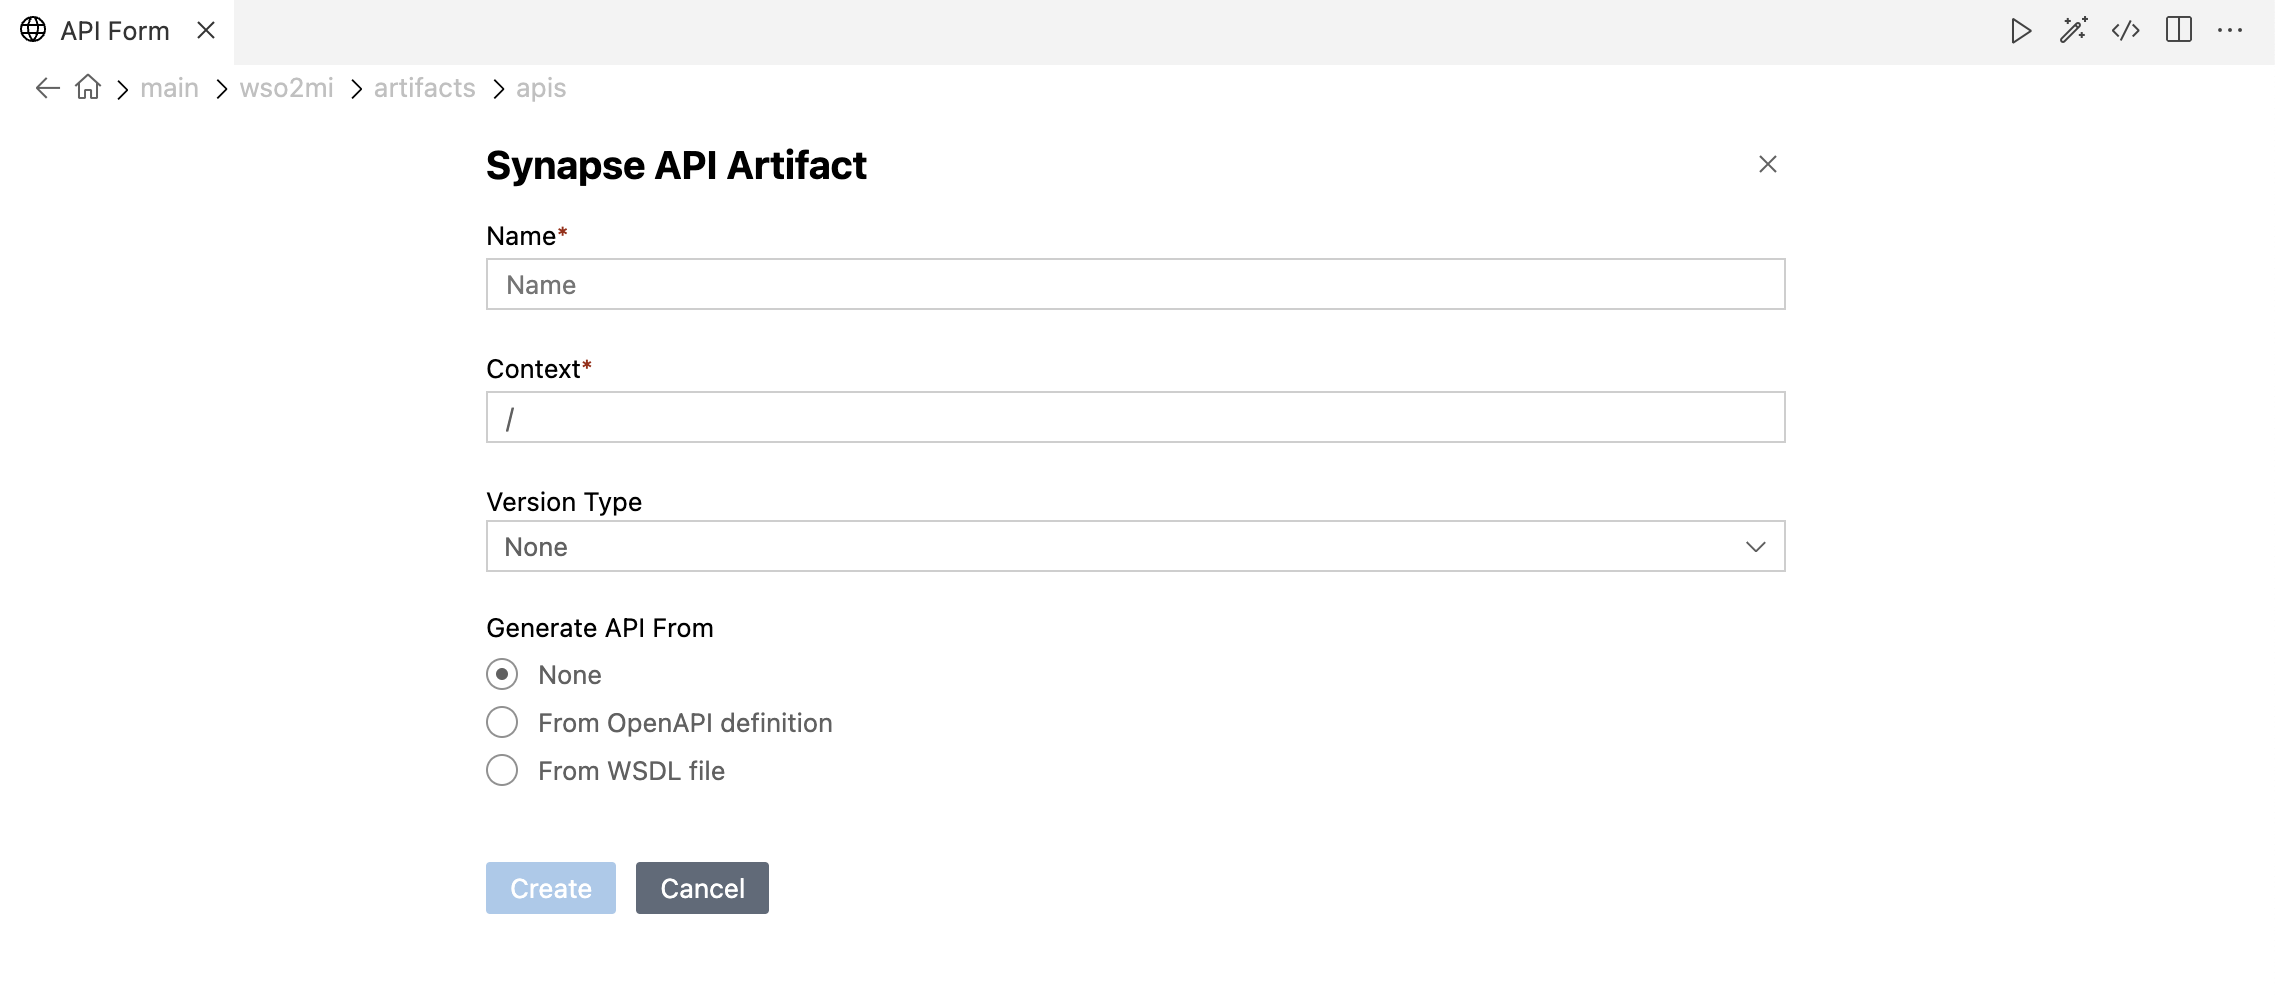 API Form
main wso2mi artifacts apis
Synapse API Artifact
Name*
Name
Context*
/
Version Type
None
Generate API From
None
From OpenAPI definition
From WSDL file
Create Cancel